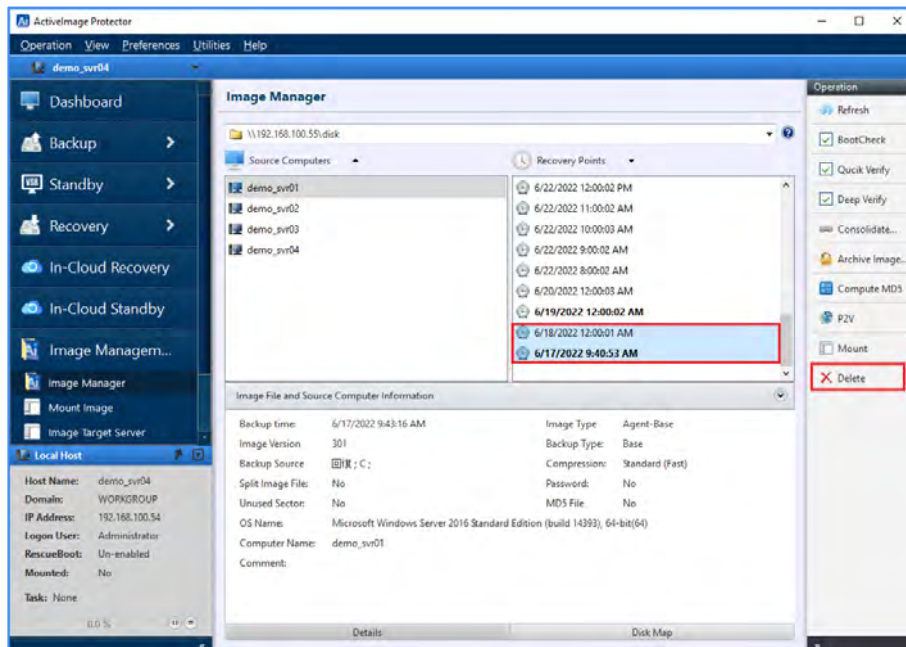 ActiveImage Protector
Operation View Preferences Utilities Help
demo_svr04
Dashboard
Backup
Standby
Recovery
In-Cloud Recovery
In-Cloud Standby
Image Managem...
Image Manager
Mount Image
Image Target Server
Local Host
Host Name: demo_svr04
Domain: WORKGROUP
IP Address: 192.168.100.54
Logon User: Administrator
RescueBoot: Un-enabled
Mounted: No
Task: None
0.0 %
Image Manager
\\192.168.100.55\disk
Source Computers
demo_svr01
demo_svr02
demo_svr03
demo_svr04
Recovery Points
6/22/2022 12:00:02 PM
6/22/2022 11:00:02 AM
6/22/2022 10:00:03 AM
6/22/2022 9:00:02 AM
6/22/2022 8:00:02 AM
6/20/2022 12:00:03 AM
6/19/2022 12:00:02 AM
6/18/2022 12:00:01 AM
6/17/2022 9:40:53 AM
Image File and Source Computer Information
Backup time: 6/17/2022 9:43:16 AM
Image Version 301
Backup Source ; C ;
Split Image File: No
Unused Sector: No
OS Name: Microsoft Windows Server 2016 Standard Edition (build 14393), 64-bit(64)
Computer Name: demo_svr01
Comment:
Image Type Agent-Base
Backup Type: Base
Compression: Standard (Fast)
Password: No
MD5 File No
Details
Disk Map
Operation
Refresh
BootCheck
Qucik Verify
Deep Verify
Consolidate...
Archive Image..
Compute MD5
P2V
Mount
Delete